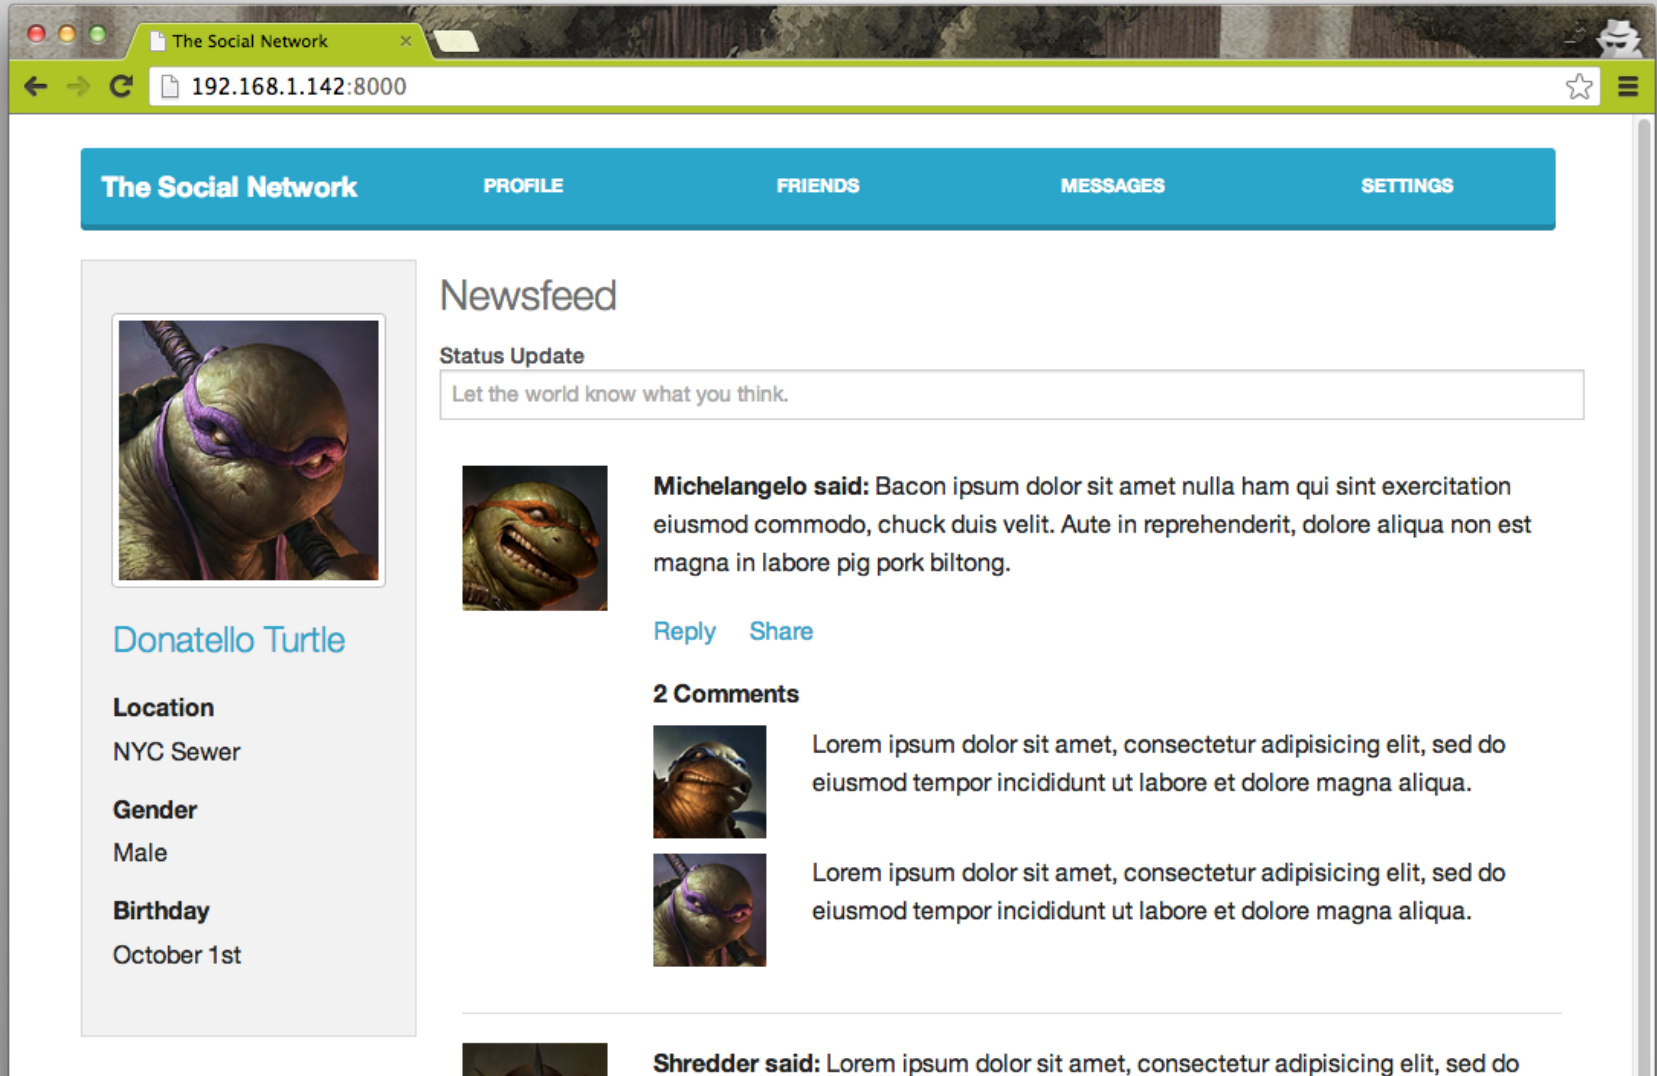 The Social Network
192.168.1.142:8000
The Social Network PROFILE FRIENDS MESSAGES SETTINGS
Donatello Turtle
Location
NYC Sewer
Gender
Male
Birthday
October 1st
Newsfeed
Status Update
Let the world know what you think.
Michelangelo said: Bacon ipsum dolor sit amet nulla ham qui sint exercitation
eiusmod commodo, chuck duis velit. Aute in reprehenderit, dolore aliqua non est
magna in labore pig pork biltong.
Reply Share
2 Comments
Lorem ipsum dolor sit amet, consectetur adipisicing elit, sed do
eiusmod tempor incididunt ut labore et dolore magna aliqua.
Lorem ipsum dolor sit amet, consectetur adipisicing elit, sed do
eiusmod tempor incididunt ut labore et dolore magna aliqua.
Shredder said: Lorem ipsum dolor sit amet, consectetur adipisicing elit, sed do